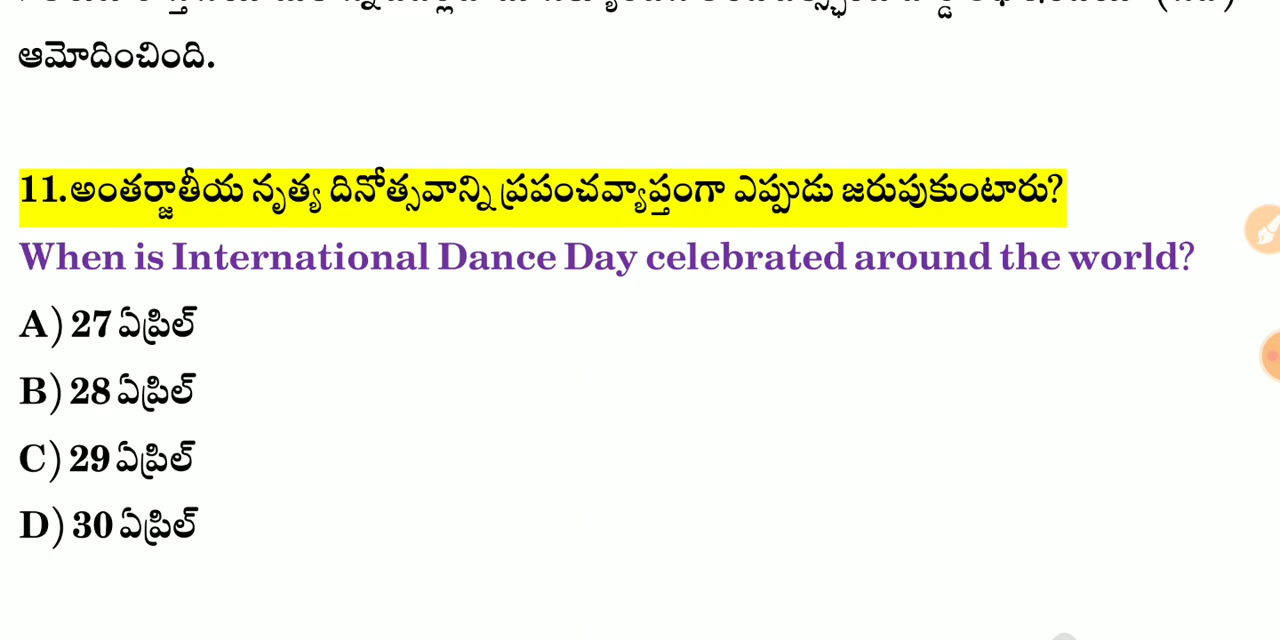 ఆమోదించింది.
11.అంతర్జాతీయ నృత్య దినోత్సవాన్ని ప్రపంచవ్యాప్తంగా ఎప్పుడు జరుపుకుంటారు?
When is International Dance Day celebrated around the world?
A) 27 ఏప్రిల్
B) 28 ఏప్రిల్
C) 29 ఏప్రిల్
D) 30 ఏప్రిల్